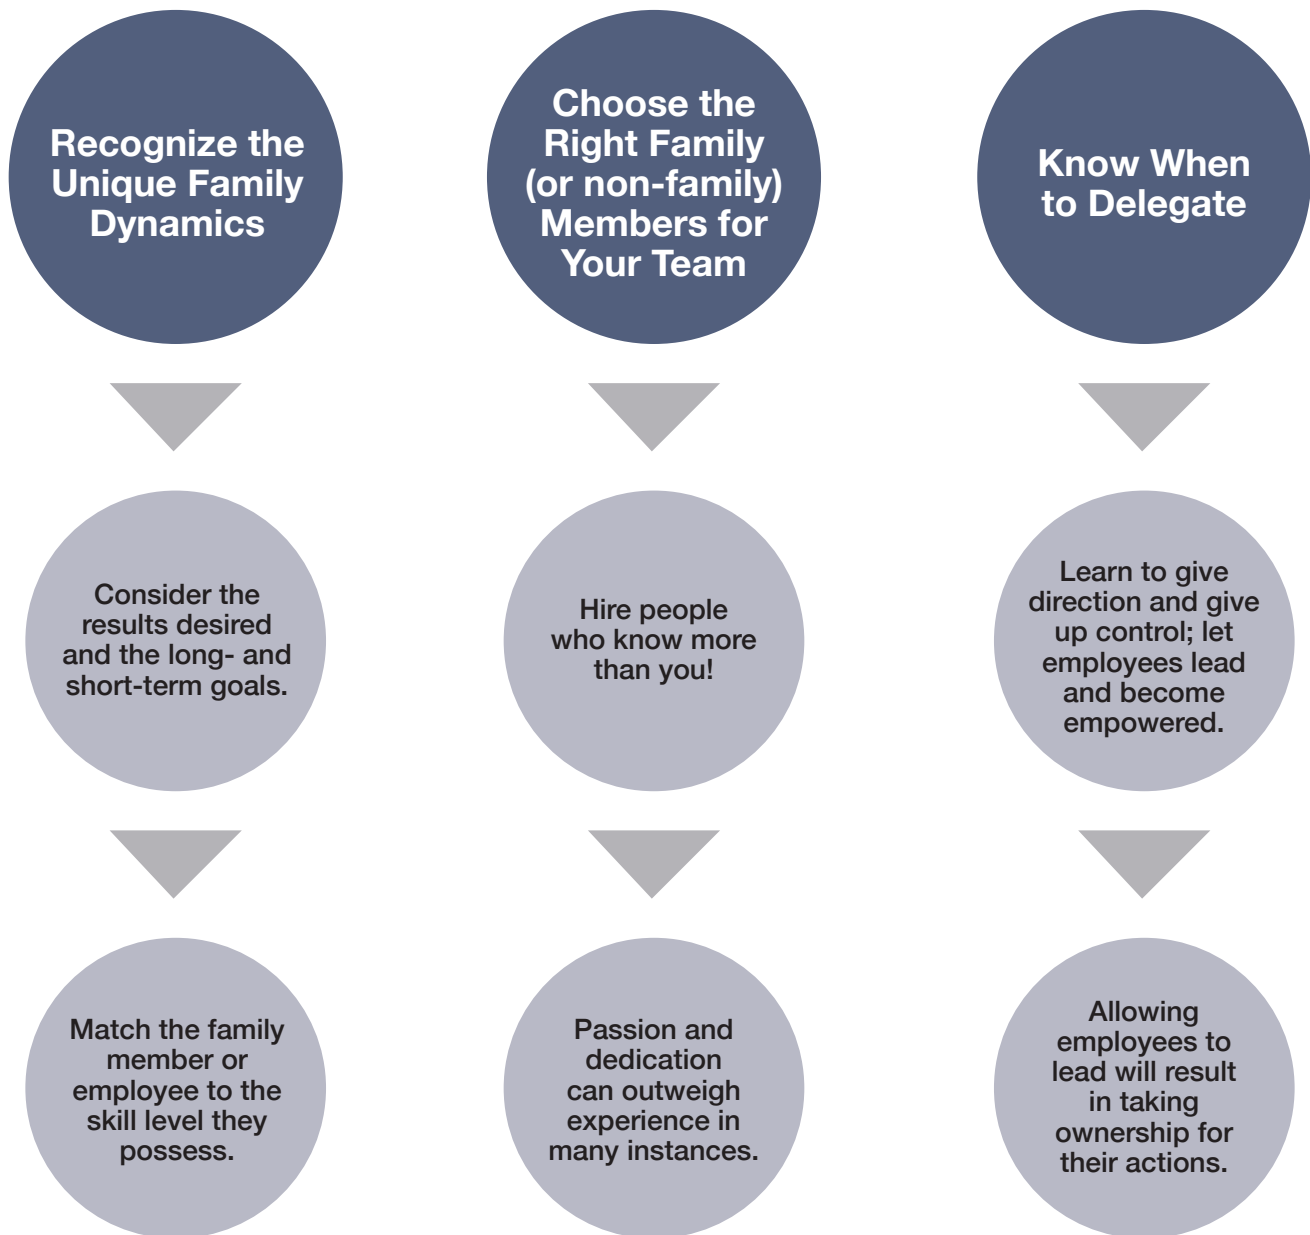 Recognize the
Unique Family
Dynamics
Choose the
Right Family
(or non-family)
Members for
Your Team
Know When
to Delegate
Consider the
results desired
and the long- and
short-term goals.
Hire people
who know more
than you!
Learn to give
direction and give
up control; let
employees lead
and become
empowered.
Match the family
member or
employee to the
skill level they
possess.
Passion and
dedication
can outweigh
experience in
many instances.
Allowing
employees to
lead will result
in taking
ownership for
their actions.